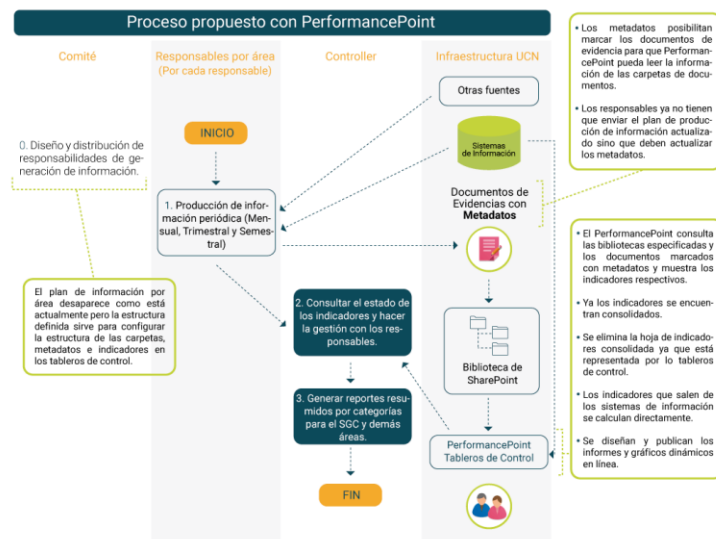 Proceso propuesto con PerformancePoint
Comité
Responsables por área
(Por cada responsable)
Controller
Infraestructura UCN
Otras fuentes
INICIO
Sistemas
de Información
0. Diseño y distribución de
responsabilidades de ge-
neración de información.
1. Producción de infor-
mación periódica (Men-
sual, Trimestral y Semes-
tral)
Documentos de
Evidencias con
Metadatos
El plan de información por
área desaparece como está
actualmente pero la estructura
definida sirve para configurar
la estructura de las carpetas,
metadatos e indicadores en
los tableros de control.
2. Consultar el estado de
los indicadores y hacer
la gestión con los res-
ponsables.
Biblioteca de
SharePoint
3. Generar reportes resu-
midos por categorías
para el SGC y demás
áreas.
PerformancePoint
Tableros de Control
FIN
• Los metadatos posibilitan
marcar los documentos de
evidencia para que Performan-
cePoint pueda leer la informa-
ción de las carpetas de docu-
mentos.
• Los responsables ya no tienen
que enviar el plan de produc-
ción de información actualiza-
do sino que deben actualizar
los metadatos.
• El PerformancePoint consulta
las bibliotecas especificadas y
los documentos marcados
con metadatos y muestra los
indicadores respectivos.
• Ya los indicadores se encuen-
tran consolidados.
• Se elimina la hoja de indicado-
res consolidada ya que está
representada por lo tableros
de control.
• Los indicadores que salen de
los sistemas de información
se calculan directamente.
• Se diseñan y publican los
informes y gráficos dinámicos
en línea.